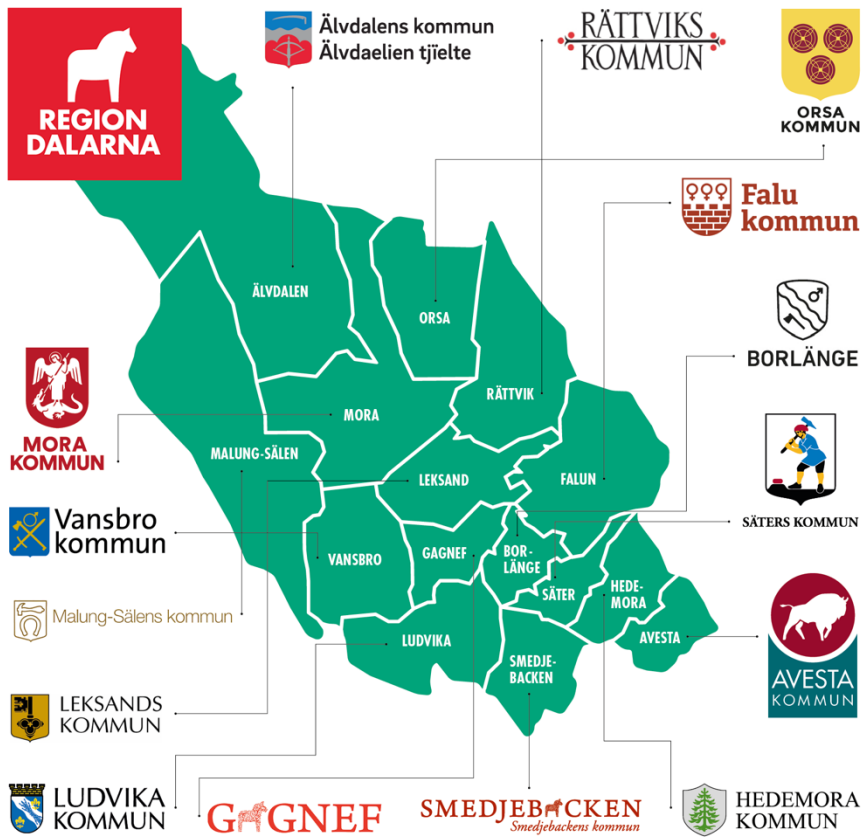 REGION
DALARNA
Älvdalens kommun
Älvdaelien tjïelte
RÄTTVIKS
KOMMUN
ORSA
KOMMUN
Falu
kommun
BORLÄNGE
SÄTERS KOMMUN
AVESTA
KOMMUN
HEDEMORA
KOMMUN
SMEDJEBACKEN
Smedjebackens kommun
GAGNEF
LUDVIKA
KOMMUN
LEKSANDS
KOMMUN
Malung-Sälens kommun
Vansbro
kommun
MORA
KOMMUN
ÄLVDALEN
ORSA
RÄTTVIK
MORA
MALUNG-SÄLEN
LEKSAND
FALUN
VANSBRO
GAGNEF
BOR-
LÄNGE
SÄTER
HEDE-
MORA
AVESTA
LUDVIKA
SMEDJE-
BACKEN